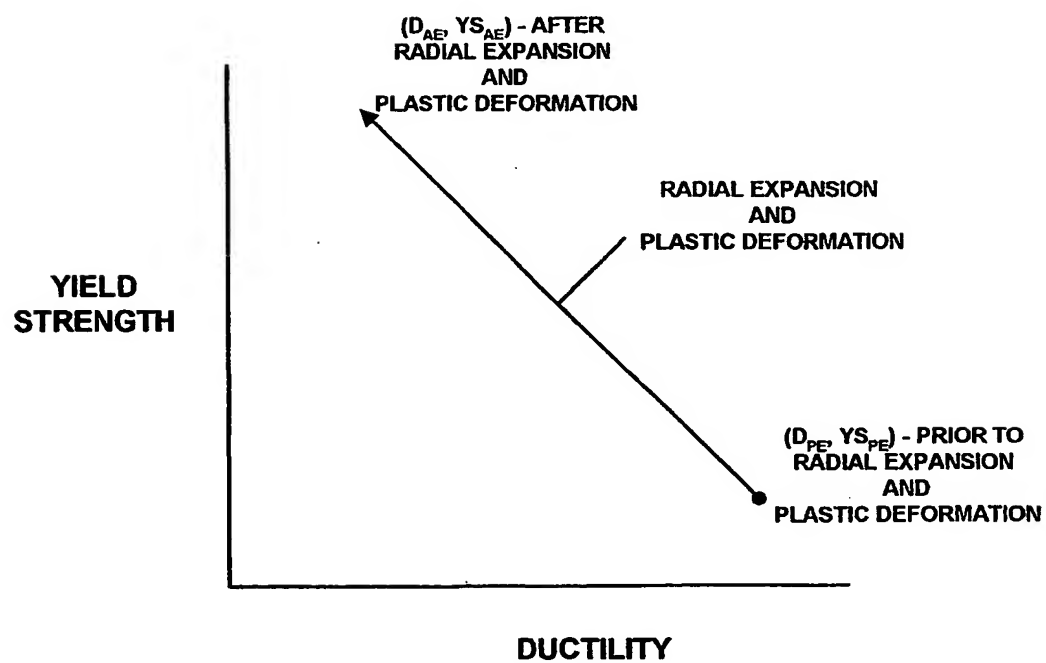 (D_AE, YS_AE) - AFTER
RADIAL EXPANSION
AND
PLASTIC DEFORMATION
RADIAL EXPANSION
AND
PLASTIC DEFORMATION
YIELD
STRENGTH
(D_PE, YS_PE) - PRIOR TO
RADIAL EXPANSION
AND
PLASTIC DEFORMATION
DUCTILITY